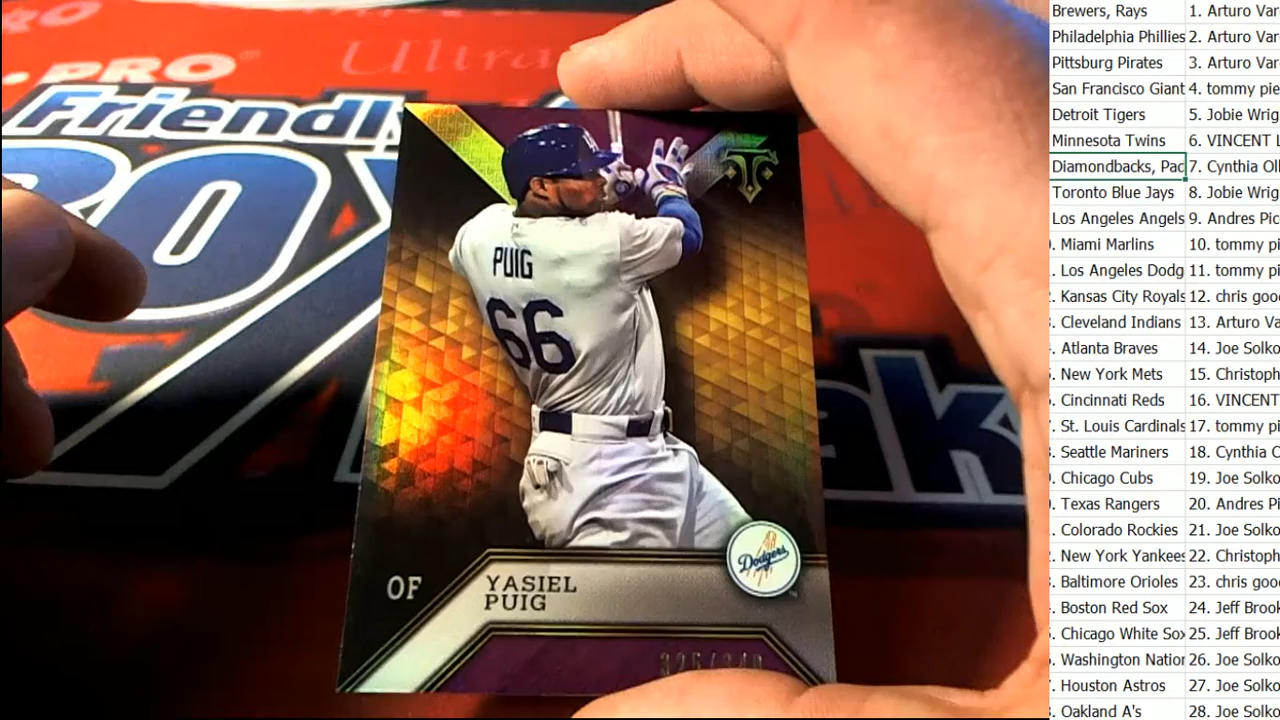 PRO
Ultra
PRO
Friendly
PUIG
66
T
Dodgers
OF
YASIEL
PUIG
Brewers, Rays 1. Arturo Var
Philadelphia Phillies 2. Arturo Var
Pittsburg Pirates 3. Arturo Var
San Francisco Giant 4. tommy pie
Detroit Tigers 5. Jobie Wrig
Minnesota Twins 6. VINCENT L
Diamondbacks, Pad 7. Cynthia Oli
Toronto Blue Jays 8. Jobie Wrig
Los Angeles Angels 9. Andres Pic
. Miami Marlins 10. tommy pi
. Los Angeles Dodg 11. tommy pi
. Kansas City Royals 12. chris goo
. Cleveland Indians 13. Arturo Va
. Atlanta Braves 14. Joe Solko
. New York Mets 15. Christoph
. Cincinnati Reds 16. VINCENT
. St. Louis Cardinals 17. tommy pi
. Seattle Mariners 18. Cynthia O
. Chicago Cubs 19. Joe Solko
. Texas Rangers 20. Andres Pi
. Colorado Rockies 21. Joe Solko
. New York Yankees 22. Christoph
. Baltimore Orioles 23. chris goo
. Boston Red Sox 24. Jeff Brook
. Chicago White Sox 25. Jeff Brook
. Washington Nation 26. Joe Solko
. Houston Astros 27. Joe Solko
. Oakland A's 28. Joe Solko